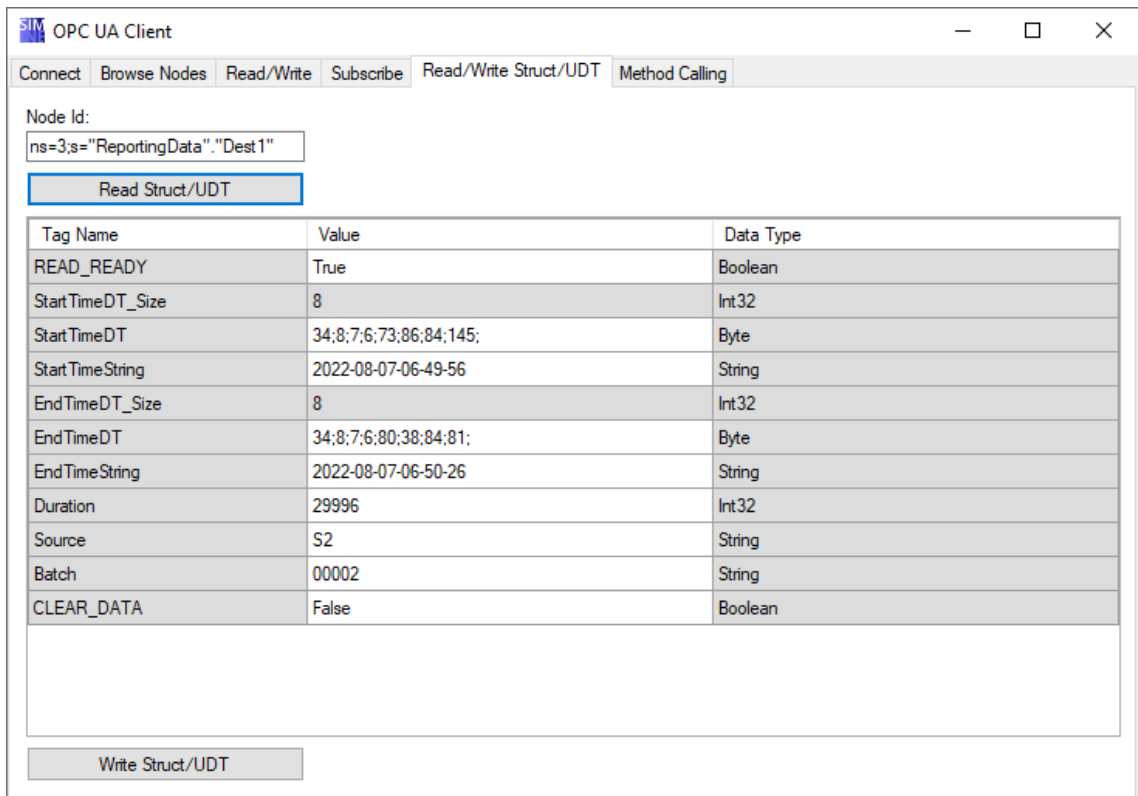 SIM OPC UA Client
Connect Browse Nodes Read/Write Subscribe Read/Write Struct/UDT Method Calling
Node Id:
ns=3;s="ReportingData"."Dest1"
Read Struct/UDT
Tag Name Value Data Type
READ_READY True Boolean
StartTimeDT_Size 8 Int32
StartTimeDT 34;8;7;6;73;86;84;145; Byte
StartTimeString 2022-08-07-06-49-56 String
EndTimeDT_Size 8 Int32
EndTimeDT 34;8;7;6;80;38;84;81; Byte
EndTimeString 2022-08-07-06-50-26 String
Duration 29996 Int32
Source S2 String
Batch 00002 String
CLEAR_DATA False Boolean
Write Struct/UDT